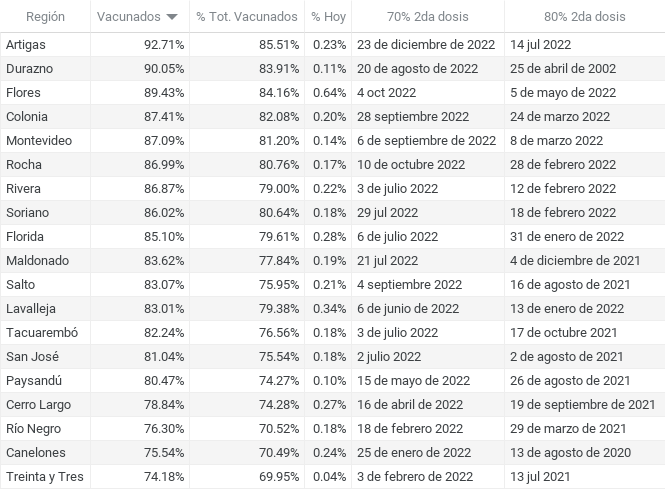 Región Vacunados % Tot. Vacunados % Hoy 70% 2da dosis 80% 2da dosis
Artigas 92.71% 85.51% 0.23% 23 de diciembre de 2022 14 jul 2022
Durazno 90.05% 83.91% 0.11% 20 de agosto de 2022 25 de abril de 2002
Flores 89.43% 84.16% 0.64% 4 oct 2022 5 de mayo de 2022
Colonia 87.41% 82.08% 0.20% 28 septiembre 2022 24 de marzo 2022
Montevideo 87.09% 81.20% 0.14% 6 de septiembre de 2022 8 de marzo 2022
Rocha 86.99% 80.76% 0.17% 10 de octubre 2022 28 de febrero 2022
Rivera 86.87% 79.00% 0.22% 3 de julio 2022 12 de febrero 2022
Soriano 86.02% 80.64% 0.18% 29 jul 2022 18 de febrero 2022
Florida 85.10% 79.61% 0.28% 6 de julio 2022 31 de enero de 2022
Maldonado 83.62% 77.84% 0.19% 21 jul 2022 4 de diciembre de 2021
Salto 83.07% 75.95% 0.21% 4 septiembre 2022 16 de agosto de 2021
Lavalleja 83.01% 79.38% 0.34% 6 de junio de 2022 13 de enero de 2022
Tacuarembó 82.24% 76.56% 0.18% 3 de julio 2022 17 de octubre 2021
San José 81.04% 75.54% 0.18% 2 julio 2022 2 de agosto de 2021
Paysandú 80.47% 74.27% 0.10% 15 de mayo de 2022 26 de agosto de 2021
Cerro Largo 78.84% 74.28% 0.27% 16 de abril de 2022 19 de septiembre de 2021
Río Negro 76.30% 70.52% 0.18% 18 de febrero 2022 29 de marzo de 2021
Canelones 75.54% 70.49% 0.24% 25 de enero de 2022 13 de agosto de 2020
Treinta y Tres 74.18% 69.95% 0.04% 3 de febrero de 2022 13 jul 2021